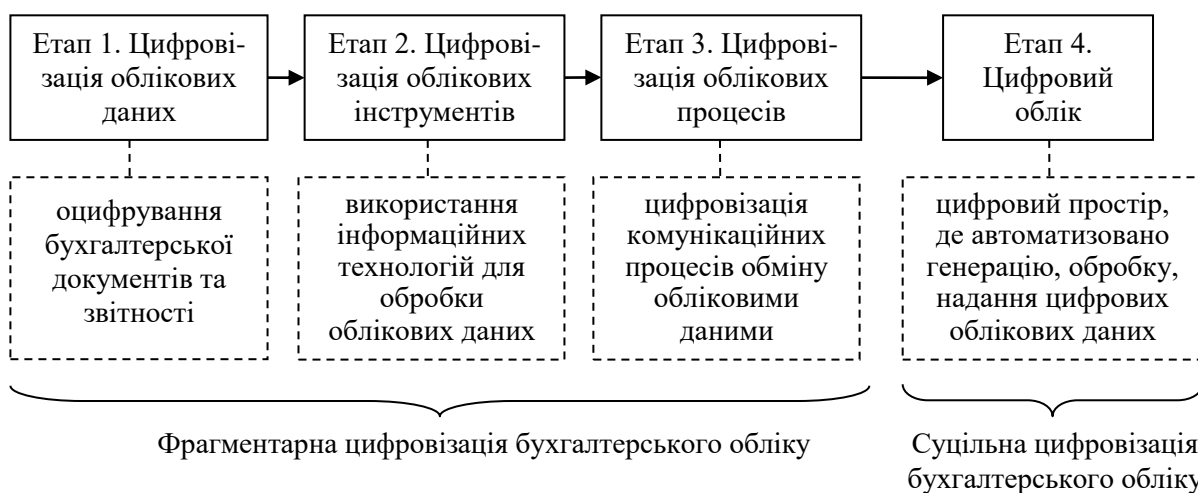 Етап 1. Цифрові-
зація облікових
даних
Етап 2. Цифрові-
зація облікових
інструментів
Етап 3. Цифрові-
зація облікових
процесів
Етап 4.
Цифровий
облік
оцифрування
бухгалтерської
документів та
звітності
використання
інформаційних
технологій для
обробки
облікових даних
цифровізація
комунікаційних
процесів обміну
обліковими
даними
цифровий простір,
де автоматизовано
генерацію, обробку,
надання цифрових
облікових даних
Фрагментарна цифровізація бухгалтерського обліку
Суцільна цифровізація
бухгалтерського обліку